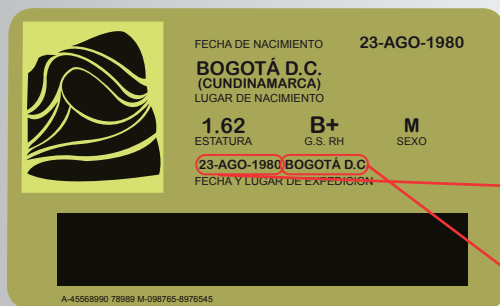 FECHA DE NACIMIENTO 23-AGO-1980
BOGOTÁ D.C.
(CUNDINAMARCA)
LUGAR DE NACIMIENTO
1.62 B+ M
ESTATURA G.S. RH SEXO
23-AGO-1980 BOGOTÁ D.C
FECHA Y LUGAR DE EXPEDICIÓN
A-45568990 78989 M-098765-8976545